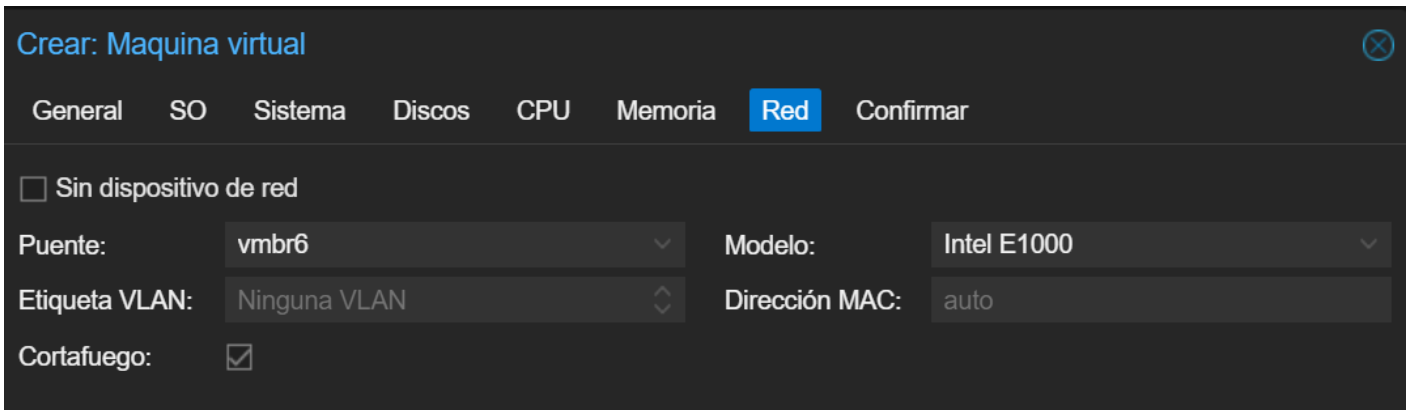 Crear: Maquina virtual
General SO Sistema Discos CPU Memoria Red Confirmar
Sin dispositivo de red
Puente: vmbr6 Modelo: Intel E1000
Etiqueta VLAN: Ninguna VLAN Dirección MAC: auto
Cortafuego: